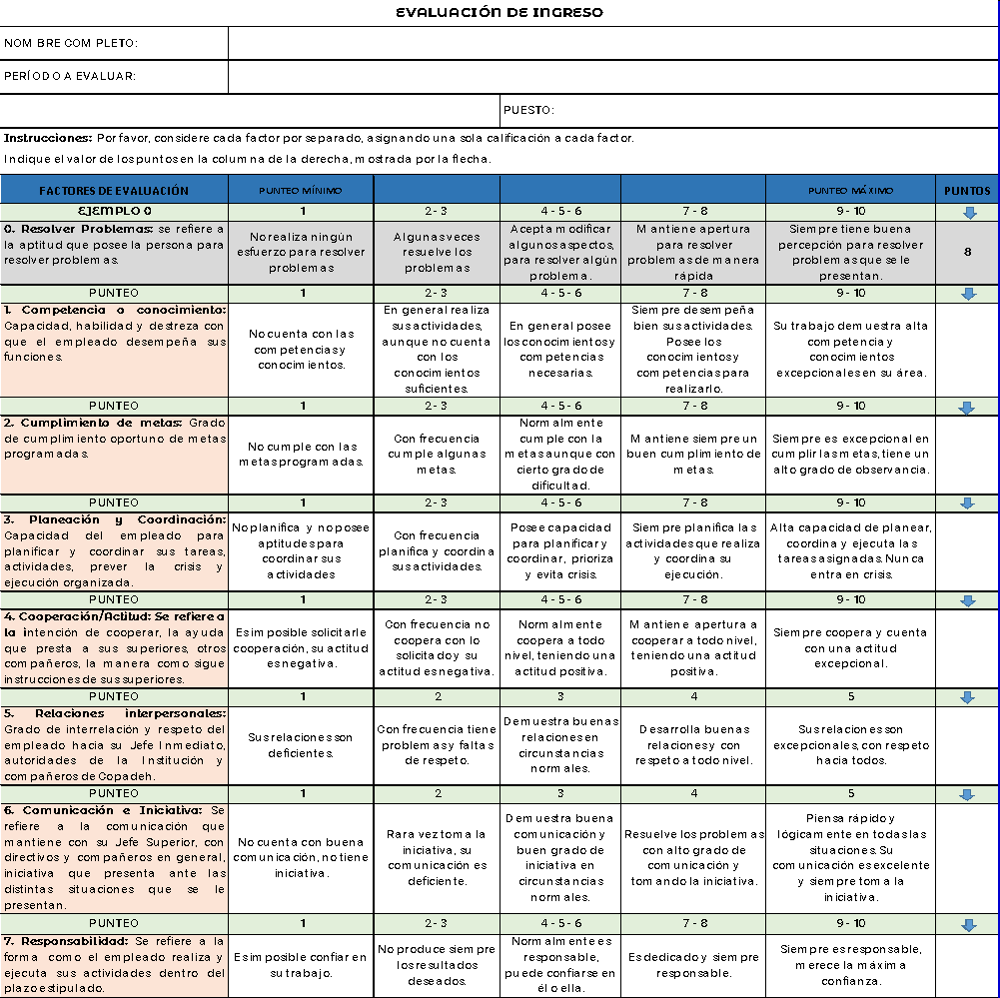 EVALUACIÓN DE INGRESO
NOMBRE COMPLETO:
PERÍODO A EVALUAR:
PUESTO:
Instrucciones: Por favor, considere cada factor por separado, asignando una sola calificación a cada factor.
Indique el valor de los puntos en la columna de la derecha, mostrada por la flecha.
FACTORES DE EVALUACIÓN PUNTEO MÍNIMO PUNTEO MÁXIMO PUNTOS
EJEMPLO 0 1 2 - 3 4 - 5 - 6 7 - 8 9 - 10
0. Resolver Problemas: se refiere a
la aptitud que posee la persona para
resolver problemas.
No realiza ningún
esfuerzo para resolver
problemas
Algunas veces
resuelve los
problemas
Acepta modificar
algunos aspectos,
para resolver algún
problema.
Mantiene apertura
para resolver
problemas de manera
rápida
Siempre tiene buena
percepción para resolver
problemas que se le
presentan.
8
PUNTEO 1 2 - 3 4 - 5 - 6 7 - 8 9 - 10
1. Competencia o conocimiento:
Capacidad, habilidad y destreza con
que el empleado desempeña sus
funciones.
No cuenta con las
competencias y
conocimientos.
En general realiza
sus actividades,
aunque no cuenta
con los
conocimientos
suficientes.
En general posee
los conocimientos y
competencias
necesarias.
Siempre desempeña
bien sus actividades.
Posee los
conocimientos y
competencias para
realizarlo.
Su trabajo demuestra alta
competencia y
conocimientos
excepcionales en su área.
PUNTEO 1 2 - 3 4 - 5 - 6 7 - 8 9 - 10
2. Cumplimiento de metas: Grado
de cumplimiento oportuno de metas
programadas.
No cumple con las
metas programadas.
Con frecuencia
cumple algunas
metas.
Normalmente
cumple con la
metas aunque con
cierto grado de
dificultad.
Mantiene siempre un
buen cumplimiento de
metas.
Siempre es excepcional en
cumplir las metas, tiene un
alto grado de observancia.
PUNTEO 1 2 - 3 4 - 5 - 6 7 - 8 9 - 10
3. Planeación y Coordinación:
Capacidad del empleado para
planificar y coordinar sus tareas,
actividades, prever la crisis y
ejecución organizada.
No planifica y no posee
aptitudes para
coordinar sus
actividades
Con frecuencia
planifica y coordina
sus actividades.
Posee capacidad
para planificar y
coordinar, prioriza
y evita crisis.
Siempre planifica las
actividades que realiza
y coordina su
ejecución.
Alta capacidad de planear,
coordina y ejecuta las
tareas asignadas. Nunca
entra en crisis.
PUNTEO 1 2 - 3 4 - 5 - 6 7 - 8 9 - 10
4. Cooperación/Actitud: Se refiere a
la intención de cooperar, la ayuda
que presta a sus superiores, otros
compañeros, la manera como sigue
instrucciones de sus superiores.
Es imposible solicitarle
cooperación, su actitud
es negativa.
Con frecuencia no
coopera con lo
solicitado y su
actitud es negativa.
Normalmente
coopera a todo
nivel, teniendo una
actitud positiva.
Mantiene apertura a
cooperar a todo nivel,
teniendo una actitud
positiva.
Siempre coopera y cuenta
con una actitud
excepcional.
PUNTEO 1 2 3 4 5
5. Relaciones interpersonales:
Grado de interrelación y respeto del
empleado hacia su Jefe Inmediato,
autoridades de la Institución y
compañeros de Copadeh.
Sus relaciones son
deficientes.
Con frecuencia tiene
problemas y faltas
de respeto.
Demuestra buenas
relaciones en
circunstancias
normales.
Desarrolla buenas
relaciones y con
respeto a todo nivel.
Sus relaciones son
excepcionales, con respeto
hacia todos.
PUNTEO 1 2 3 4 5
6. Comunicación e Iniciativa: Se
refiere a la comunicación que
mantiene con su Jefe Superior, con
directivos y compañeros en general,
iniciativa que presenta ante las
distintas situaciones que se le
presentan.
No cuenta con buena
comunicación, no tiene
iniciativa.
Rara vez toma la
iniciativa, su
comunicación es
deficiente.
Demuestra buena
comunicación y
buen grado de
iniciativa en
circunstancias
normales.
Resuelve los problemas
con alto grado de
comunicación y
tomando la iniciativa.
Piensa rápido y
lógicamente en todas las
situaciones. Su
comunicación es excelente
y siempre toma la
iniciativa.
PUNTEO 1 2 - 3 4 - 5 - 6 7 - 8 9 - 10
7. Responsabilidad: Se refiere a la
forma como el empleado realiza y
ejecuta sus actividades dentro del
plazo estipulado.
Es imposible confiar en
su trabajo.
No produce siempre
los resultados
deseados.
Normalmente es
responsable,
puede confiarse en
él o ella.
Es dedicado y siempre
responsable.
Siempre es responsable,
merece la máxima
confianza.